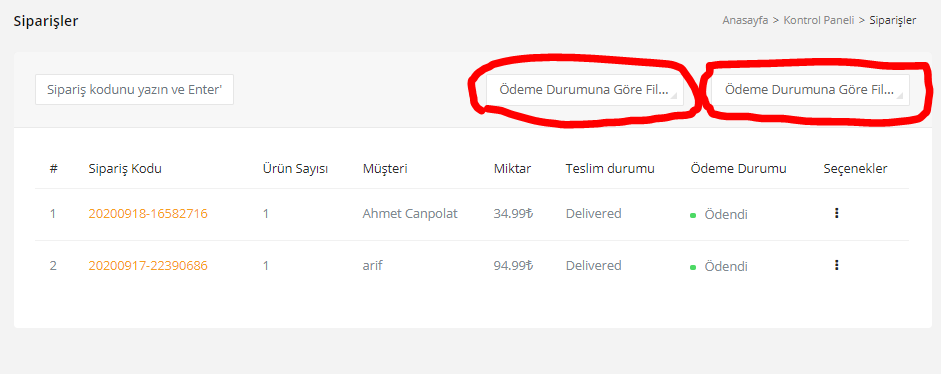 Siparişler
Anasayfa > Kontrol Paneli > Siparişler
Sipariş kodunu yazın ve Enter'
Ödeme Durumuna Göre Fil...
Ödeme Durumuna Göre Fil...
# Sipariş Kodu Ürün Sayısı Müşteri Miktar Teslim durumu Ödeme Durumu Seçenekler
1 20200918-16582716 1 Ahmet Canpolat 34.99₺ Delivered Ödendi
2 20200917-22390686 1 arif 94.99₺ Delivered Ödendi